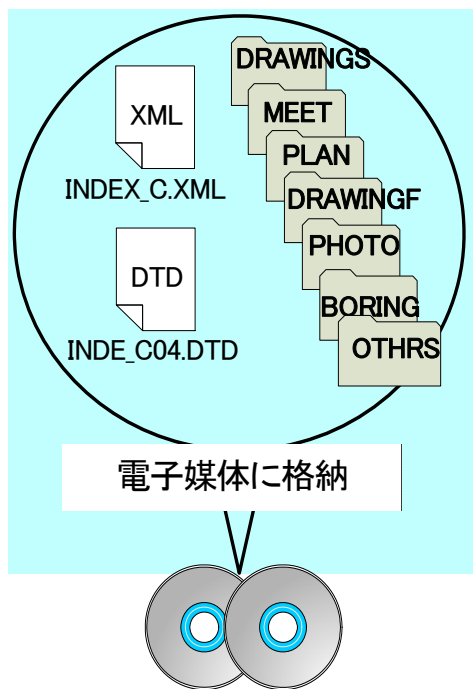 XML
INDEX_C.XML
DTD
INDE_C04.DTD
DRAWINGS
MEET
PLAN
DRAWINGF
PHOTO
BORING
OTHRS
電子媒体に格納